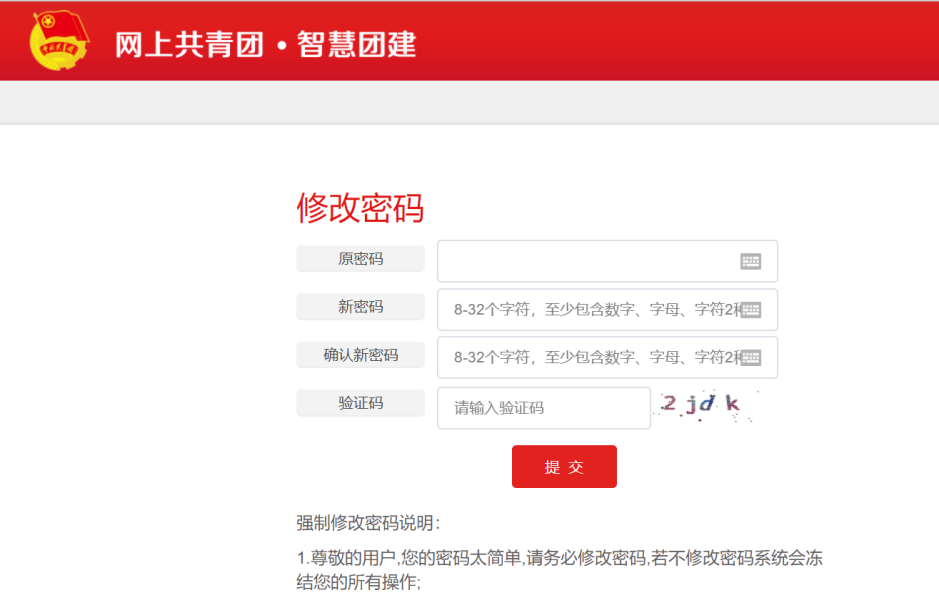 网上共青团·智慧团建
修改密码
原密码
新密码
8-32个字符，至少包含数字、字母、字符2
确认新密码
8-32个字符，至少包含数字、字母、字符2
验证码
请输入验证码
2jdk
提 交
强制修改密码说明：
1.尊敬的用户,您的密码太简单,请务必修改密码,若不修改密码系统会冻
结您的所有操作;